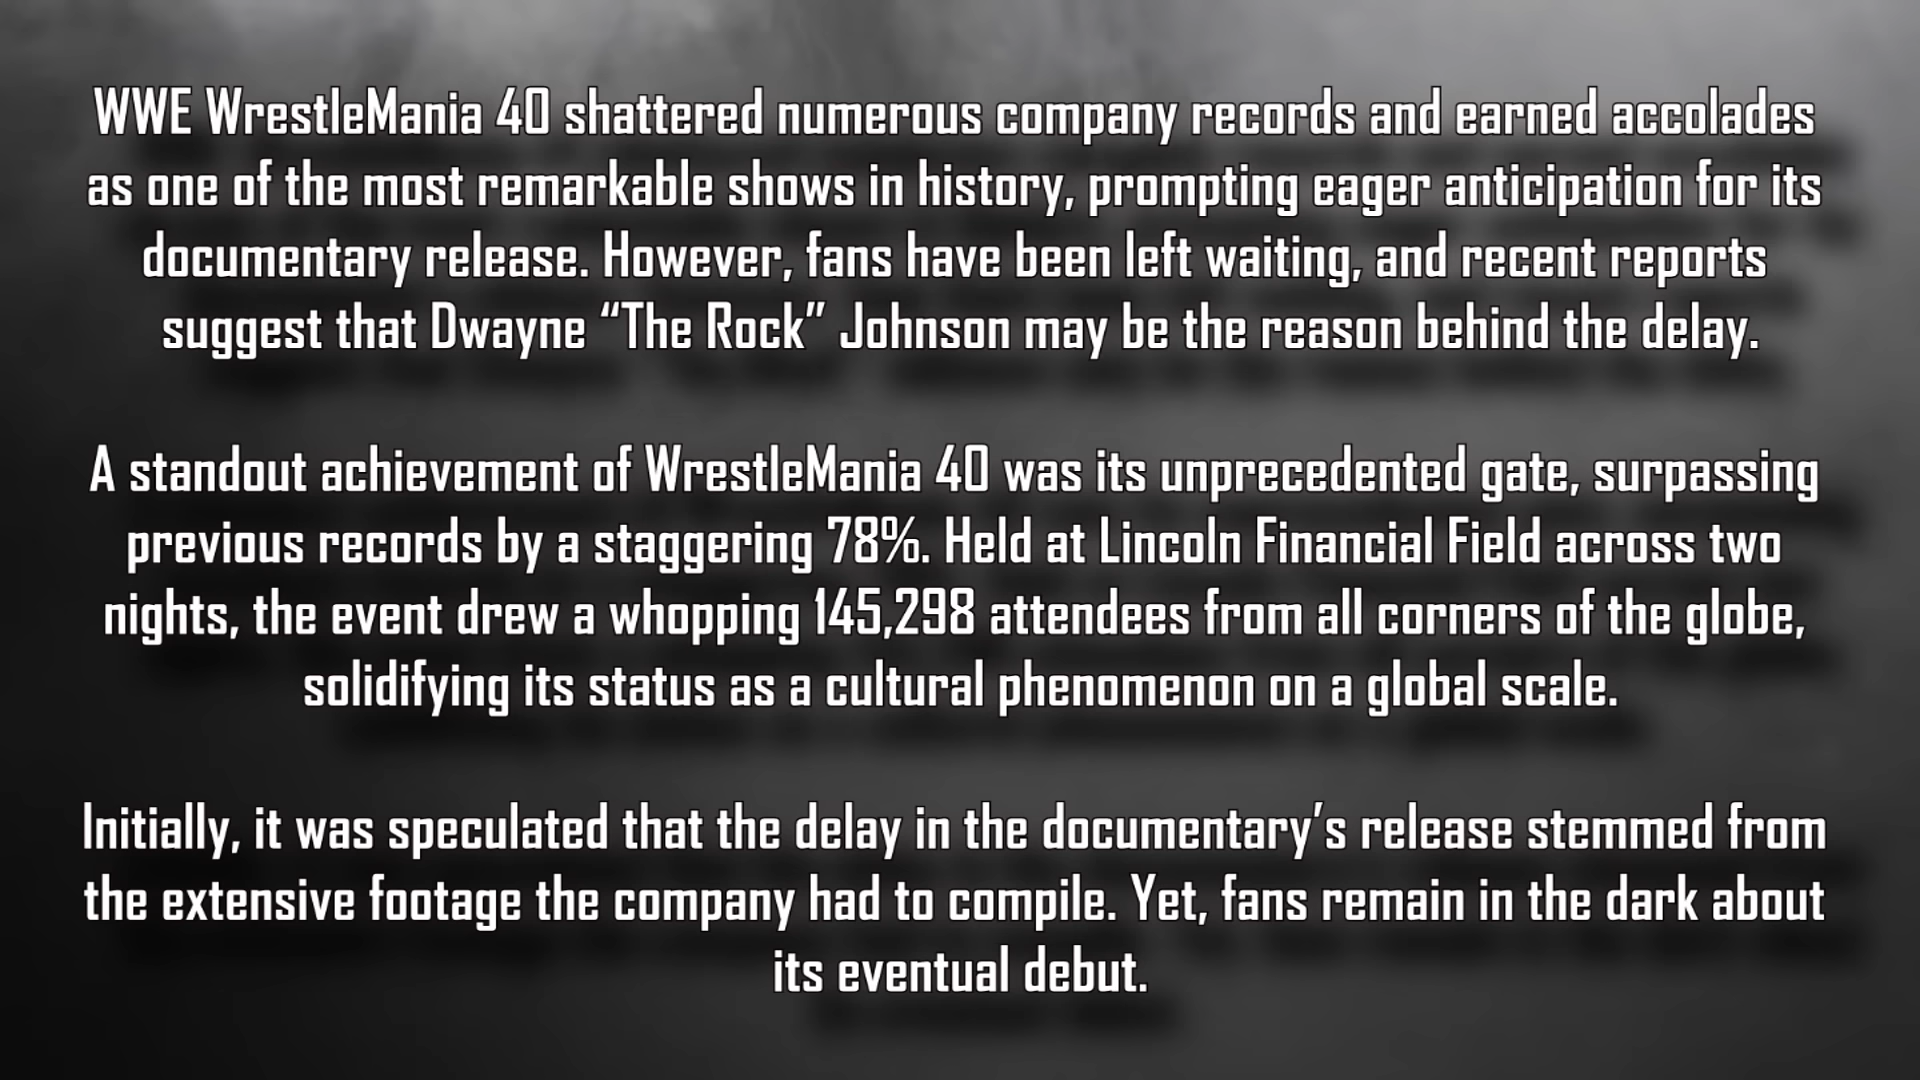 WWE WrestleMania 40 shattered numerous company records and earned accolades
as one of the most remarkable shows in history, prompting eager anticipation for its
documentary release. However, fans have been left waiting, and recent reports
suggest that Dwayne “The Rock” Johnson may be the reason behind the delay.
A standout achievement of WrestleMania 40 was its unprecedented gate, surpassing
previous records by a staggering 78%. Held at Lincoln Financial Field across two
nights, the event drew a whopping 145,298 attendees from all corners of the globe,
solidifying its status as a cultural phenomenon on a global scale.
Initially, it was speculated that the delay in the documentary’s release stemmed from
the extensive footage the company had to compile. Yet, fans remain in the dark about
its eventual debut.